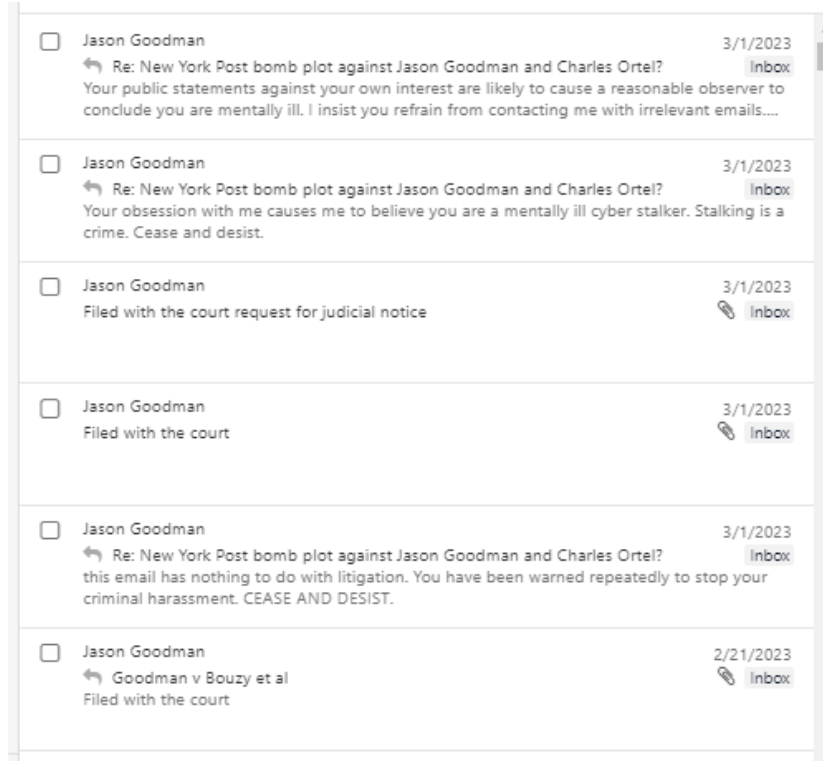 Jason Goodman
3/1/2023
Re: New York Post bomb plot against Jason Goodman and Charles Ortel?
Inbox
Your public statements against your own interest are likely to cause a reasonable observer to
conclude you are mentally ill. I insist you refrain from contacting me with irrelevant emails....
Jason Goodman
3/1/2023
Re: New York Post bomb plot against Jason Goodman and Charles Ortel?
Inbox
Your obsession with me causes me to believe you are a mentally ill cyber stalker. Stalking is a
crime. Cease and desist.
Jason Goodman
3/1/2023
Filed with the court request for judicial notice
Inbox
Jason Goodman
3/1/2023
Filed with the court
Inbox
Jason Goodman
3/1/2023
Re: New York Post bomb plot against Jason Goodman and Charles Ortel?
Inbox
this email has nothing to do with litigation. You have been warned repeatedly to stop your
criminal harassment. CEASE AND DESIST.
Jason Goodman
2/21/2023
Goodman v Bouzy et al
Inbox
Filed with the court